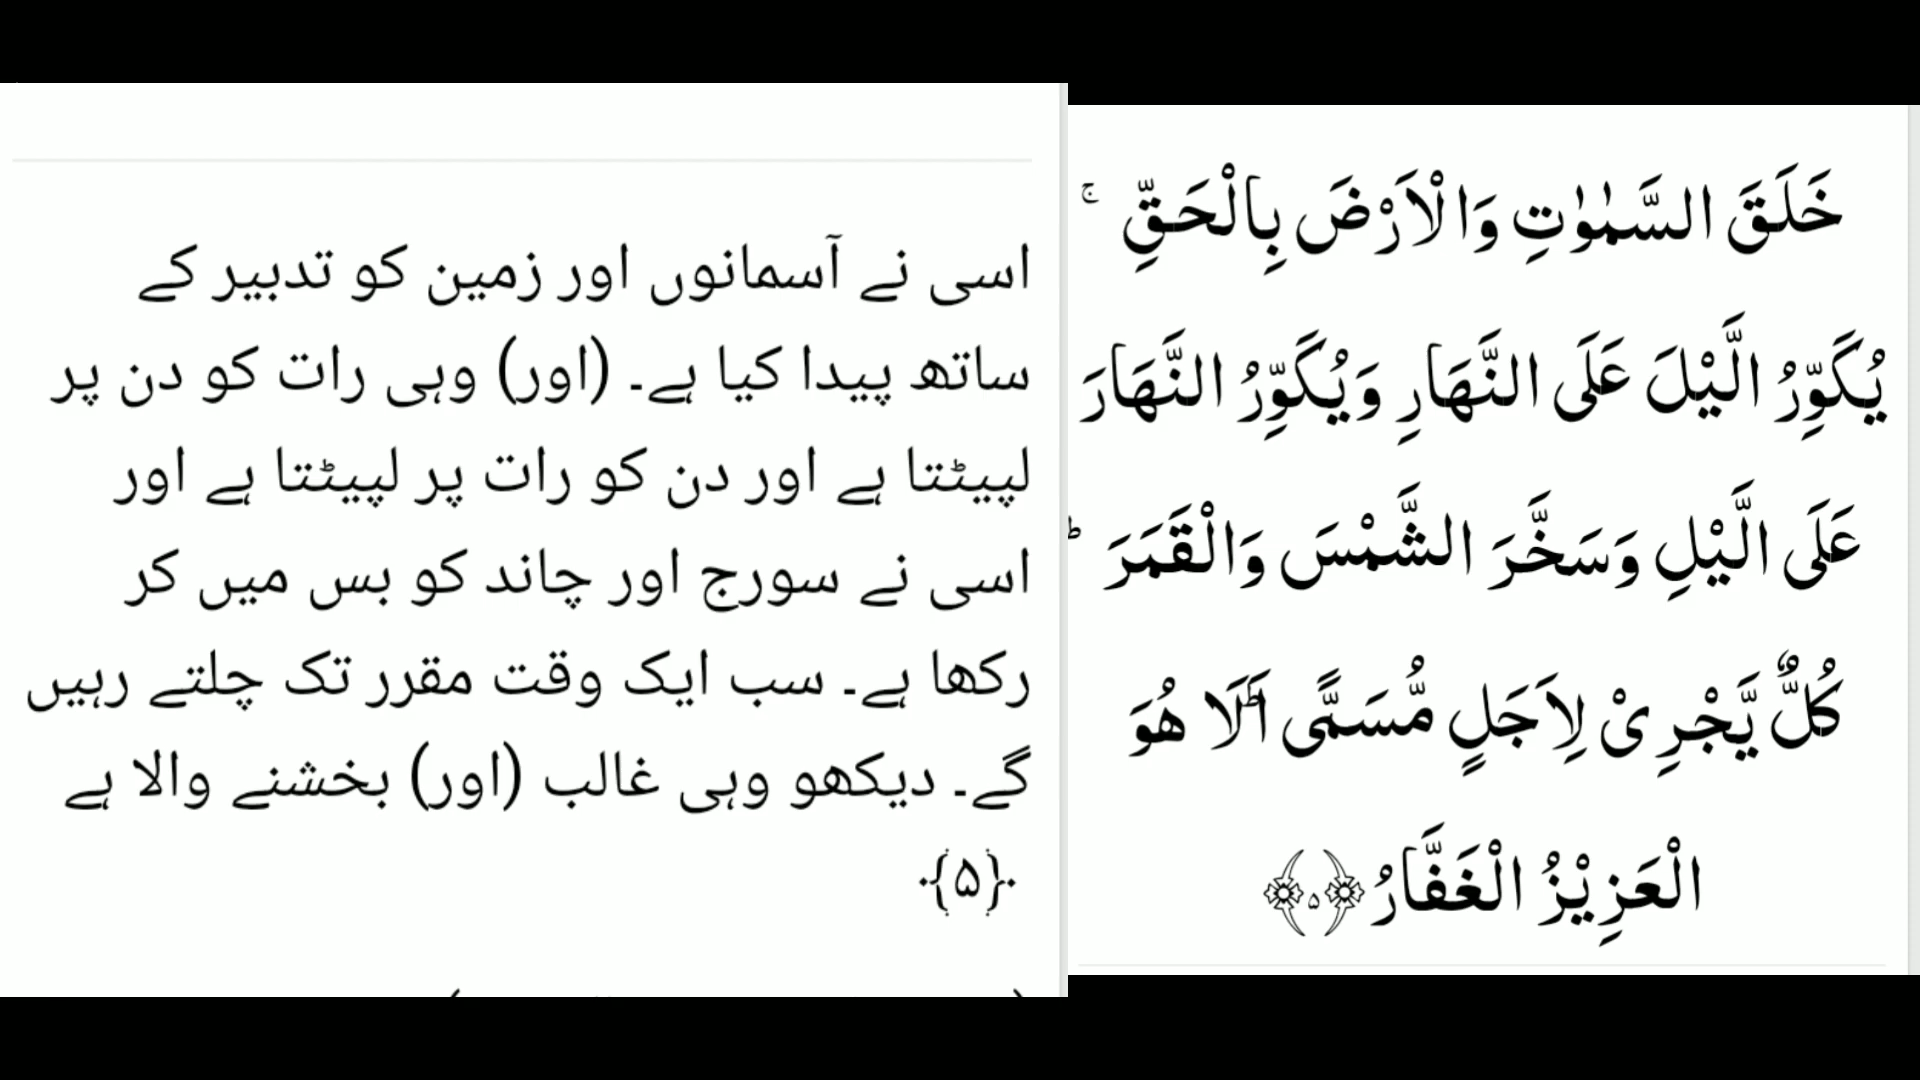 خَلَقَ السَّمٰوٰتِ وَالْاَرْضَ بِالْحَقِّ ۚ
يُكَوِّرُ الَّيْلَ عَلَى النَّهَارِ وَيُكَوِّرُ النَّهَارَ
عَلَى الَّيْلِ وَسَخَّرَ الشَّمْسَ وَالْقَمَرَ ؕ
كُلٌّ يَّجْرِىْ لِاَجَلٍ مُّسَمًّى ؕاَلَا هُوَ
الْعَزِيْزُ الْغَفَّارُ ﴿۵﴾
اسی نے آسمانوں اور زمین کو تدبیر کے
ساتھ پیدا کیا ہے۔ (اور) وہی رات کو دن پر
لپیٹتا ہے اور دن کو رات پر لپیٹتا ہے اور
اسی نے سورج اور چاند کو بس میں کر
رکھا ہے۔ سب ایک وقت مقرر تک چلتے رہیں
گے۔ دیکھو وہی غالب (اور) بخشنے والا ہے
﴿۵﴾